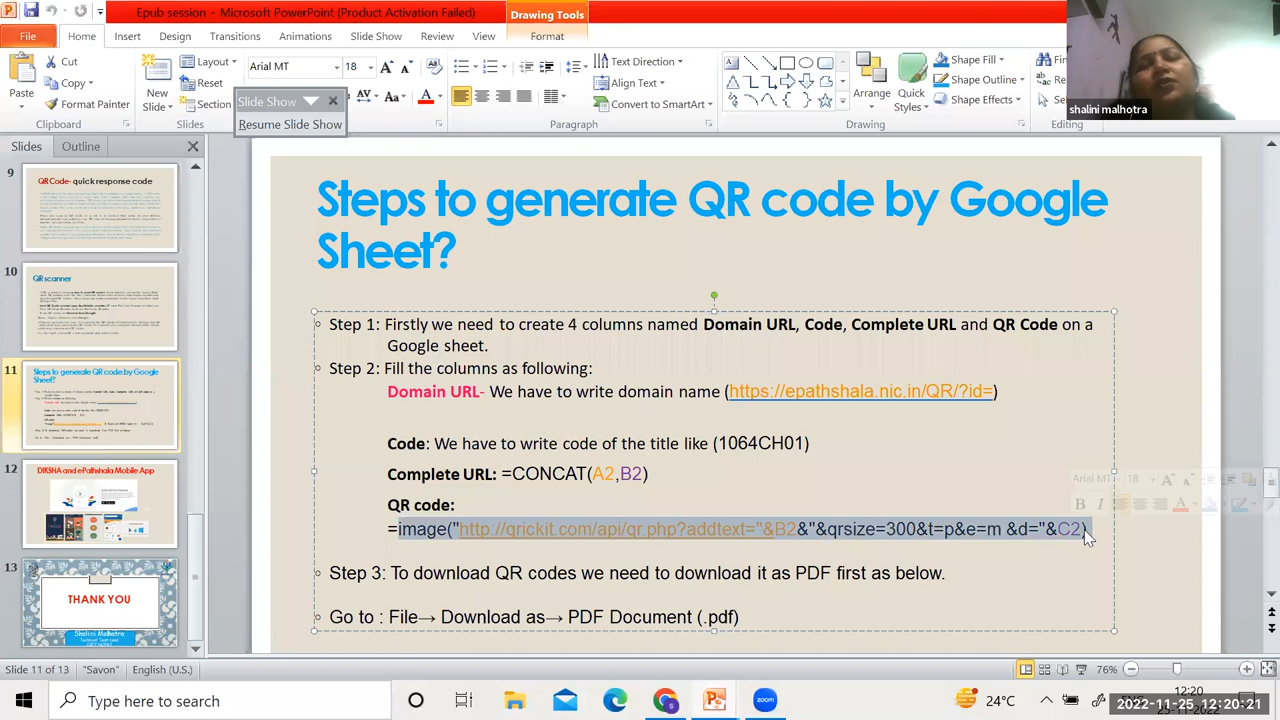 Epub session - Microsoft PowerPoint (Product Activation Failed)
Drawing Tools
File
Home
Insert
Design
Transitions
Animations
Slide Show
Review
View
Format
Paste
Cut
Copy
Format Painter
Clipboard
New Slide
Layout
Reset
Section
Slides
Slide Show
Resume Slide Show
Arial MT
18
Text Direction
Align Text
Convert to SmartArt
Paragraph
Arrange
Quick Styles
Shape Fill
Shape Outline
Shape Effects
Drawing
Editing
shalini malhotra
Slides
Outline
9
QR Code- quick response code
10
QR scanner
11
Steps to generate QR code by Google Sheet?
12
DIKSHA and ePathshala Mobile App
13
THANK YOU
Shalini Malhotra
Steps to generate QR code by Google
Sheet?
Step 1: Firstly we need to create 4 columns named Domain URL, Code, Complete URL and QR Code on a
Google sheet.
Step 2: Fill the columns as following:
Domain URL- We have to write domain name (https://epathshala.nic.in/QR/?id=)
Code: We have to write code of the title like (1064CH01)
Complete URL: =CONCAT(A2,B2)
QR code:
=image("http://qrickit.com/api/qr.php?addtext="&B2&"&qrsize=300&t=p&e=m &d="&C2)
Step 3: To download QR codes we need to download it as PDF first as below.
Go to : File→ Download as→ PDF Document (.pdf)
Arial MT
18
Slide 11 of 13
"Savon"
English (U.S.)
76%
Type here to search
24°C
12:20
2022-11-25 12:20:21